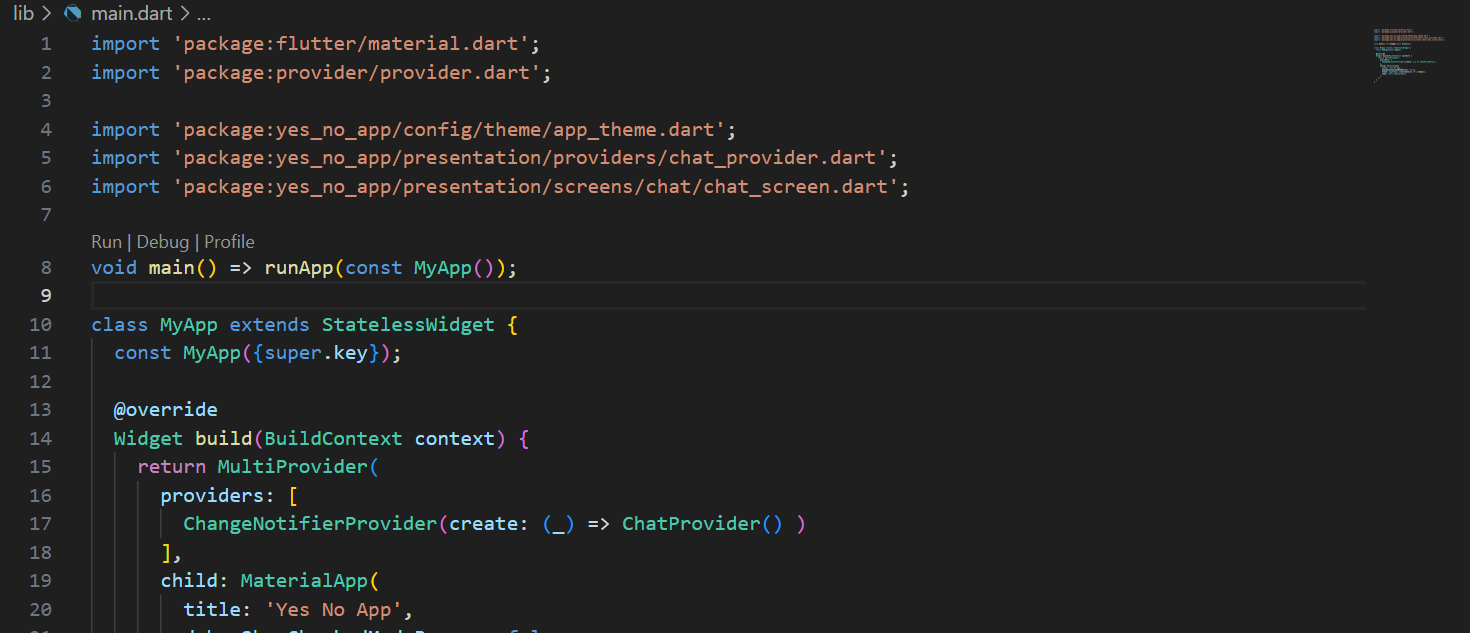 lib > main.dart > ...
1 import 'package:flutter/material.dart';
2 import 'package:provider/provider.dart';
3
4 import 'package:yes_no_app/config/theme/app_theme.dart';
5 import 'package:yes_no_app/presentation/providers/chat_provider.dart';
6 import 'package:yes_no_app/presentation/screens/chat/chat_screen.dart';
7
Run | Debug | Profile
8 void main() => runApp(const MyApp());
9
10 class MyApp extends StatelessWidget {
11 const MyApp({super.key});
12
13 @override
14 Widget build(BuildContext context) {
15 return MultiProvider(
16 providers: [
17 ChangeNotifierProvider(create: (_) => ChatProvider() )
18 ],
19 child: MaterialApp(
20 title: 'Yes No App',